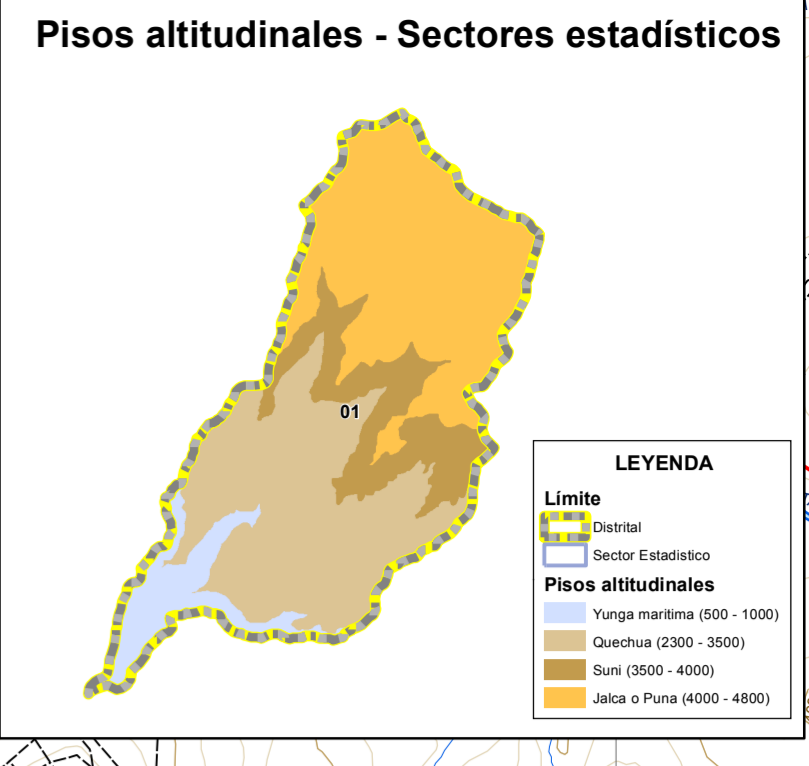 Pisos altitudinales - Sectores estadísticos
01
LEYENDA
Límite
Distrital
Sector Estadistico
Pisos altitudinales
Yunga maritima (500 - 1000)
Quechua (2300 - 3500)
Suni (3500 - 4000)
Jalca o Puna (4000 - 4800)